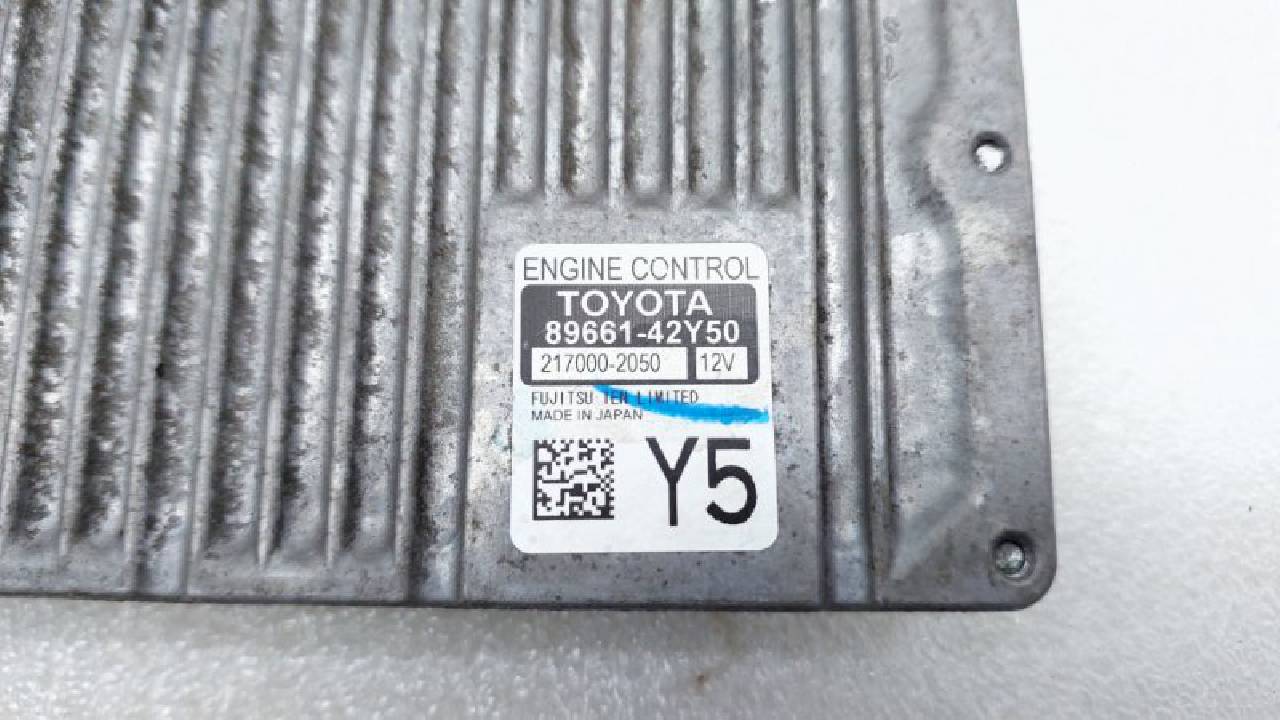 ENGINE CONTROL
TOYOTA
89661-42Y50
217000-2050 12V
FUJITSU TEN LIMITED
MADE IN JAPAN
Y5